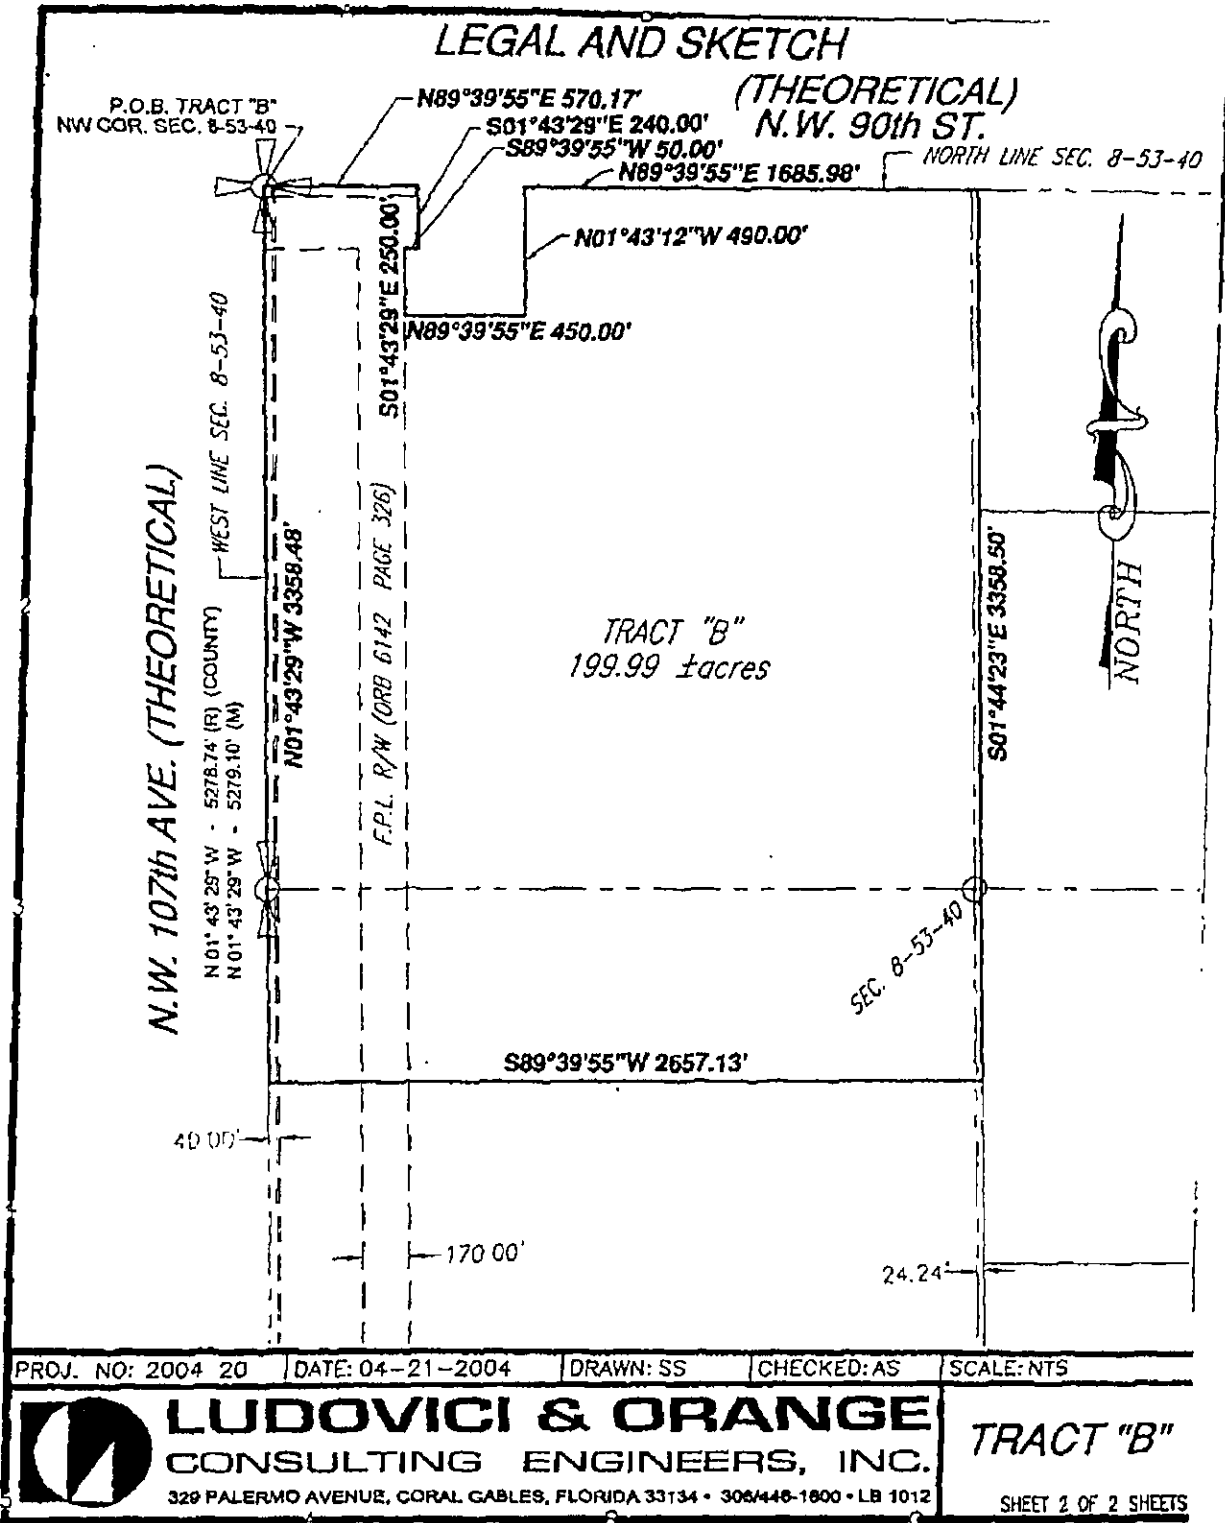 LEGAL AND SKETCH
(THEORETICAL)
N.W. 90th ST.
P.O.B. TRACT "B"
NW COR. SEC. 8-53-40
N89°39'55"E 570.17'
S01°43'29"E 240.00'
S89°39'55"W 50.00'
N89°39'55"E 1685.98'
NORTH LINE SEC. 8-53-40
N01°43'12"W 490.00'
S01°43'29"E 250.00'
N89°39'55"E 450.00'
WEST LINE SEC. 8-53-40
N.W. 107th AVE. (THEORETICAL)
N 01° 43' 29" W - 5278.74' (R) (COUNTY)
N 01° 43' 29" W - 5279.10' (M)
N01°43'29"W 3358.48'
F.P.L. R/W (ORB 6142 PAGE 326)
TRACT "B"
199.99 ±acres
S01°44'23"E 3358.50'
NORTH
SEC. 8-53-40
S89°39'55"W 2657.13'
40 00'
170 00'
24.24'
PROJ. NO: 2004 20 DATE: 04-21-2004 DRAWN: SS CHECKED: AS SCALE: NTS
LUDOVICI & ORANGE
CONSULTING ENGINEERS, INC.
329 PALERMO AVENUE, CORAL GABLES, FLORIDA 33134 • 305/446-1600 • LB 1012
TRACT "B"
SHEET 2 OF 2 SHEETS